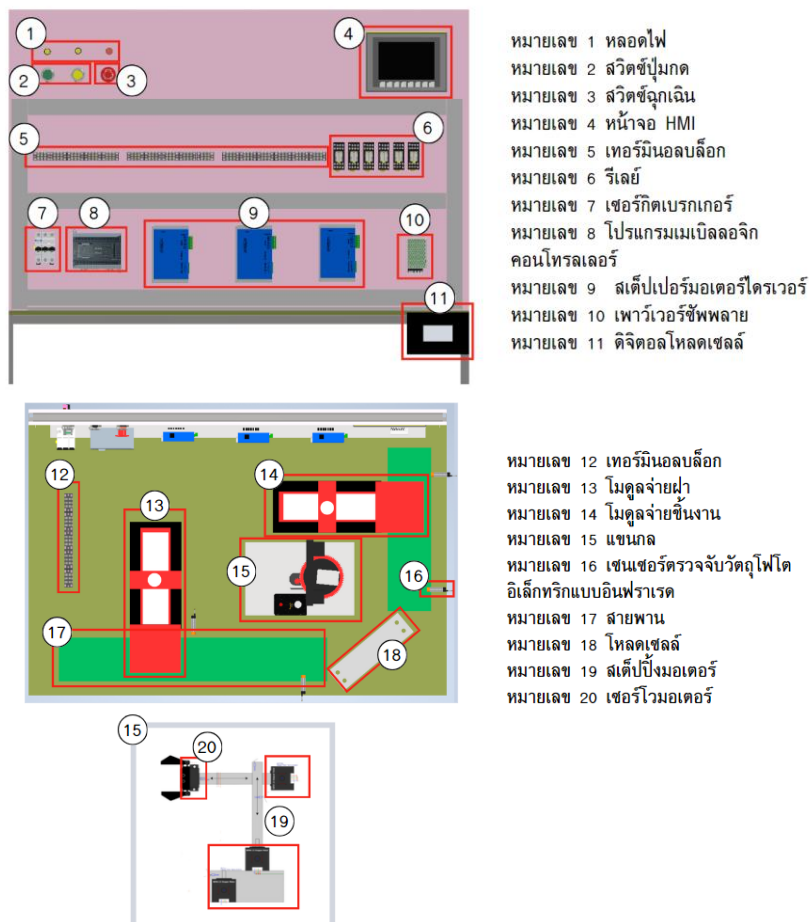 1
2
3
4
5
6
7
8
9
10
11
หมายเลข 1 หลอดไฟ
หมายเลข 2 สวิตซ์ปุ่มกด
หมายเลข 3 สวิตซ์ฉุกเฉิน
หมายเลข 4 หน้าจอ HMI
หมายเลข 5 เทอร์มินอลบล็อก
หมายเลข 6 รีเลย์
หมายเลข 7 เซอร์กิตเบรกเกอร์
หมายเลข 8 โปรแกรมเมเบิลลอจิก
คอนโทรลเลอร์
หมายเลข 9 สเต็ปเปอร์มอเตอร์ไดรเวอร์
หมายเลข 10 เพาว์เวอร์ซัพพลาย
หมายเลข 11 ดิจิตอลโหลดเซลล์
12
13
14
15
16
17
18
หมายเลข 12 เทอร์มินอลบล็อก
หมายเลข 13 โมดูลจ่ายฝา
หมายเลข 14 โมดูลจ่ายชิ้นงาน
หมายเลข 15 แขนกล
หมายเลข 16 เซนเซอร์ตรวจจับวัตถุโฟโต
อิเล็กทริกแบบอินฟราเรด
หมายเลข 17 สายพาน
หมายเลข 18 โหลดเซลล์
หมายเลข 19 สเต็ปปิ้งมอเตอร์
หมายเลข 20 เซอร์โวมอเตอร์
15
20
19